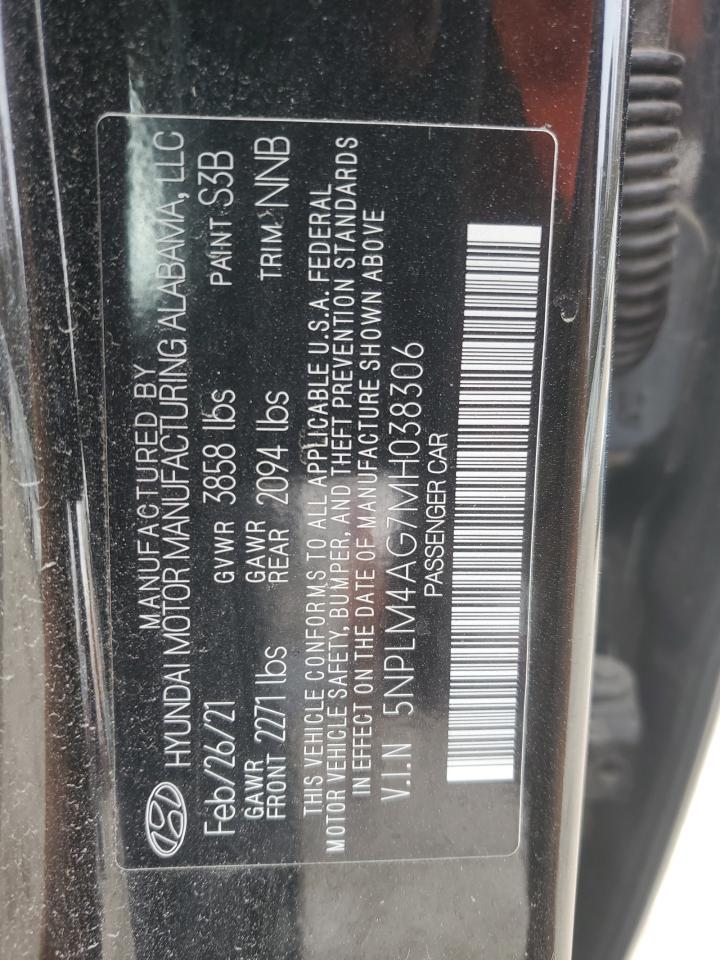 MANUFACTURED BY
HYUNDAI MOTOR MANUFACTURING ALABAMA, LLC
Feb/26/21 GVWR 3858 lbs PAINT S3B
GAWR FRONT 2271 lbs GAWR REAR 2094 lbs TRIM NNB
THIS VEHICLE CONFORMS TO ALL APPLICABLE U.S.A. FEDERAL
MOTOR VEHICLE SAFETY, BUMPER, AND THEFT PREVENTION STANDARDS
IN EFFECT ON THE DATE OF MANUFACTURE SHOWN ABOVE
V.I.N 5NPLM4AG7MH038306
PASSENGER CAR